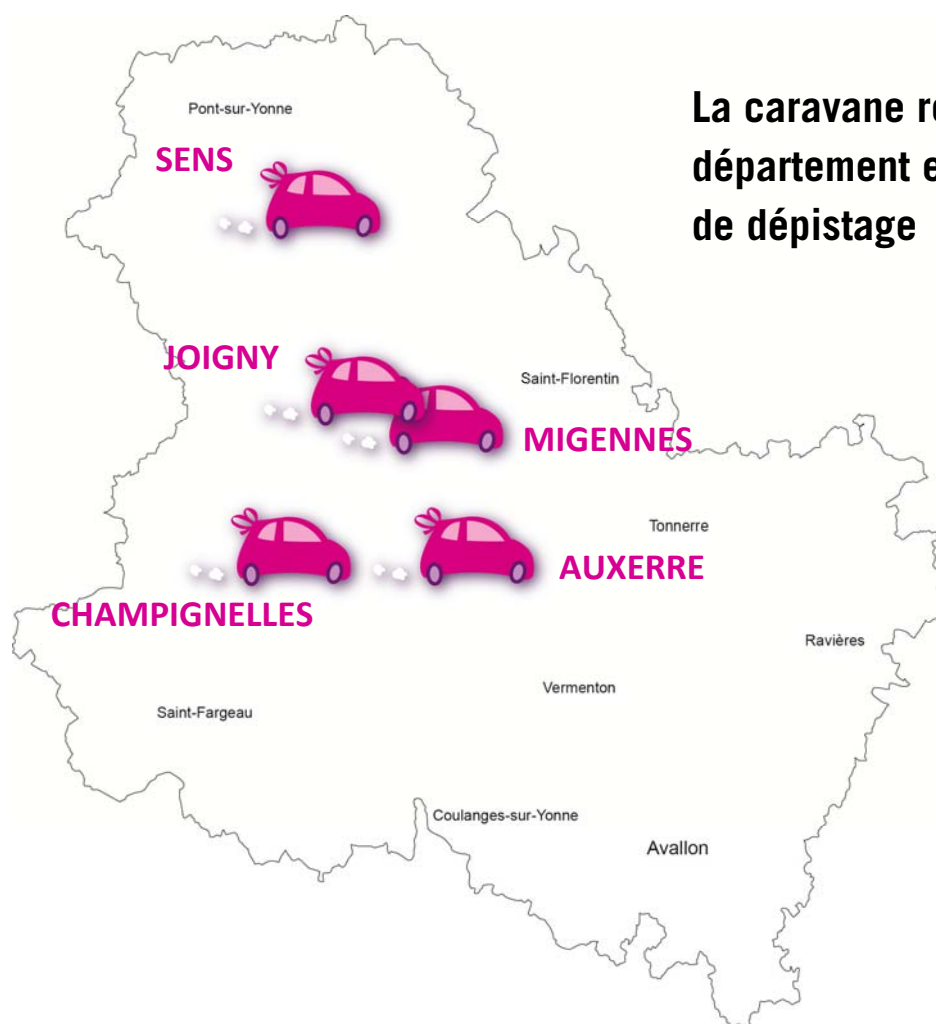 La caravane
département
de dépistage
Pont-sur-Yonne
SENS
JOIGNY
Saint-Florentin
MIGENNES
Tonnerre
AUXERRE
CHAMPIGNELLES
Ravières
Vermenton
Saint-Fargeau
Coulanges-sur-Yonne
Avallon